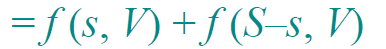 =f(s, V)+f(S–s, V)